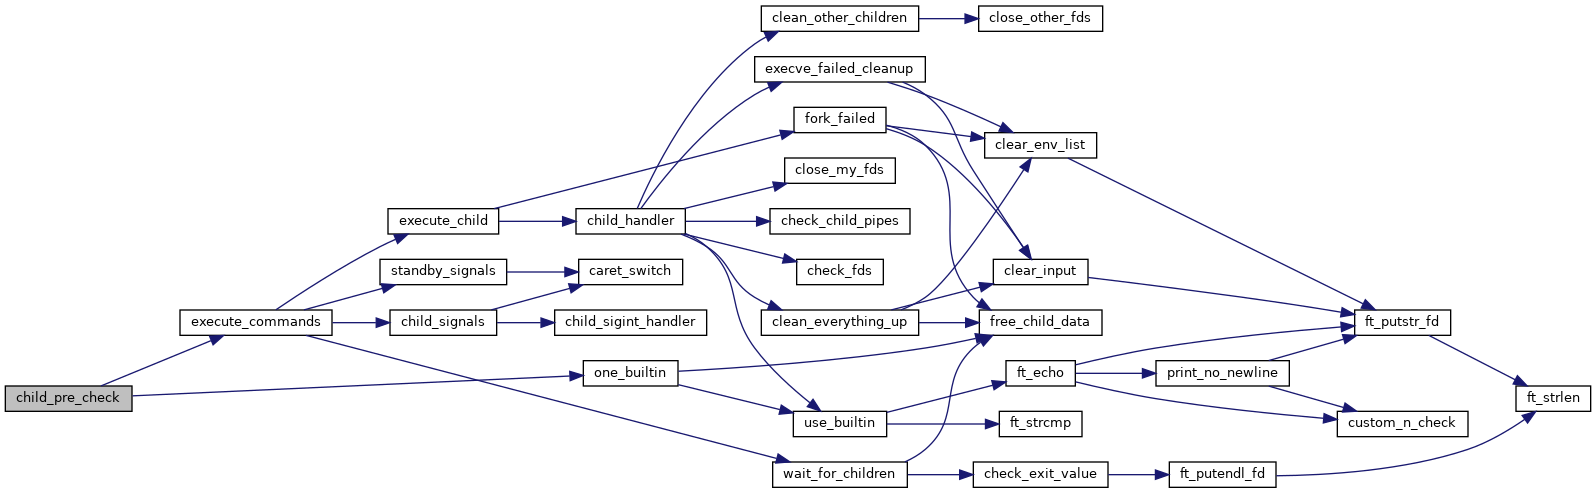 clean_other_children
close_other_fds
execve_failed_cleanup
fork_failed
clear_env_list
close_my_fds
execute_child
child_handler
check_child_pipes
standby_signals
caret_switch
check_fds
clear_input
execute_commands
child_signals
child_sigint_handler
clean_everything_up
free_child_data
ft_putstr_fd
one_builtin
ft_echo
print_no_newline
child_pre_check
ft_strlen
use_builtin
ft_strcmp
custom_n_check
wait_for_children
check_exit_value
ft_putendl_fd